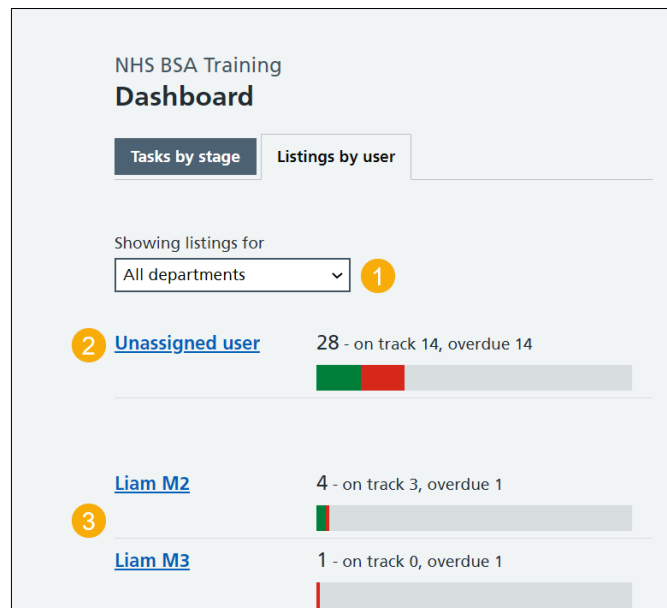 NHS BSA Training
Dashboard
Tasks by stage Listings by user
Showing listings for
All departments 1
2 Unassigned user 28 - on track 14, overdue 14
Liam M2 4 - on track 3, overdue 1
3
Liam M3 1 - on track 0, overdue 1